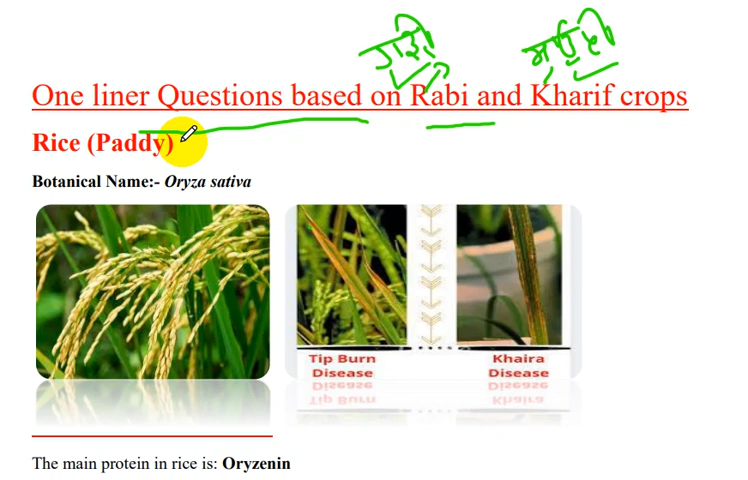 One liner Questions based on Rabi and Kharif crops
Rice (Paddy)
Botanical Name:- Oryza sativa
Tip Burn
Disease
Khaira
Disease
The main protein in rice is: Oryzenin